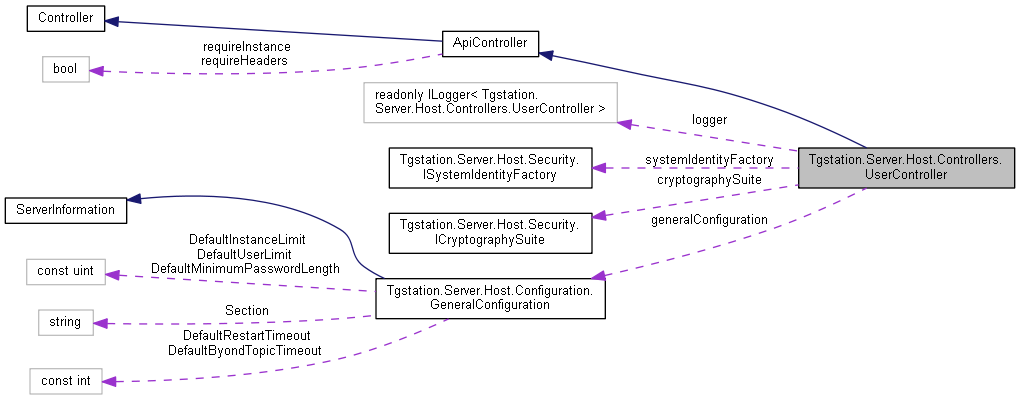 Controller
ApiController
requireInstance
requireHeaders
bool
readonly ILogger< Tgstation.
Server.Host.Controllers.UserController >
logger
Tgstation.Server.Host.Security.
ISystemIdentityFactory
systemIdentityFactory
Tgstation.Server.Host.Controllers.
UserController
cryptographySuite
Tgstation.Server.Host.Security.
ICryptographySuite
generalConfiguration
ServerInformation
DefaultInstanceLimit
DefaultUserLimit
DefaultMinimumPasswordLength
const uint
Tgstation.Server.Host.Configuration.
GeneralConfiguration
Section
string
DefaultRestartTimeout
DefaultByondTopicTimeout
const int